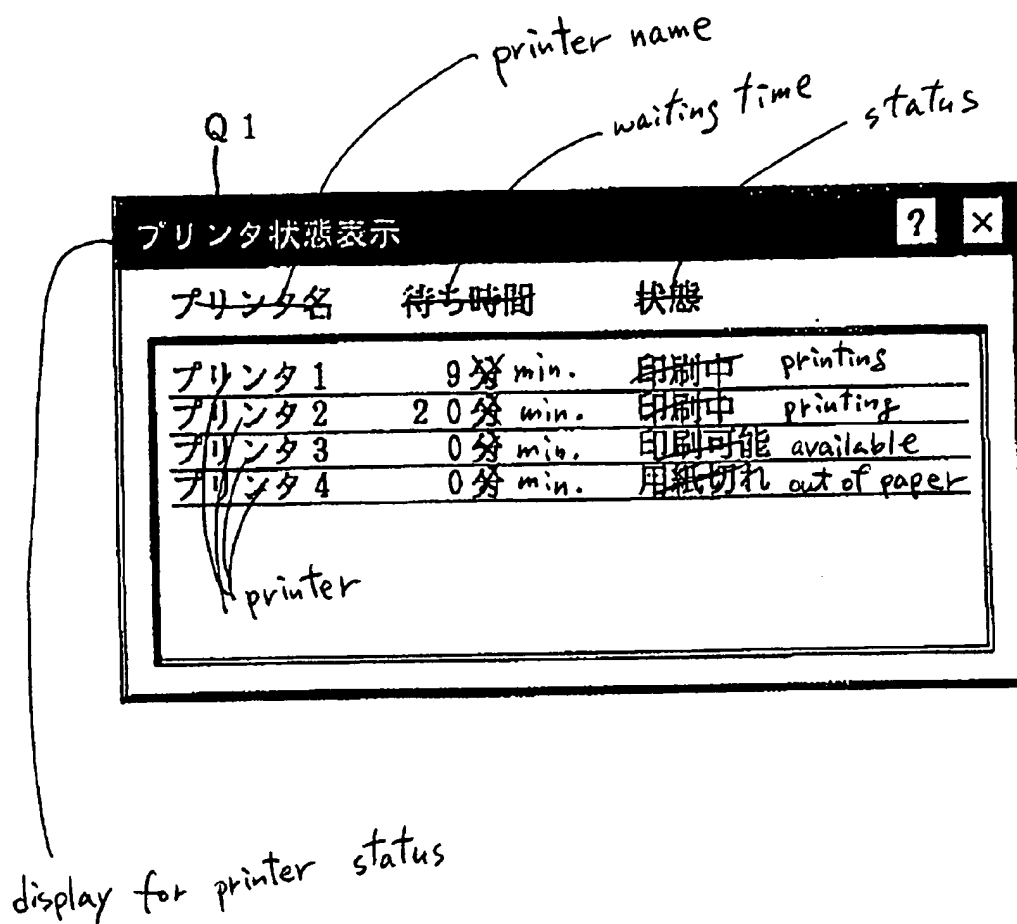 printer name
waiting time
status
Q 1
プリンタ状態表示 ? ×
プリンタ名 待ち時間 状態
プリンタ1 9分 min. 印刷中 printing
プリンタ2 20分 min. 印刷中 printing
プリンタ3 0分 min. 印刷可能 available
プリンタ4 0分 min. 用紙切れ out of paper
printer
display for printer status